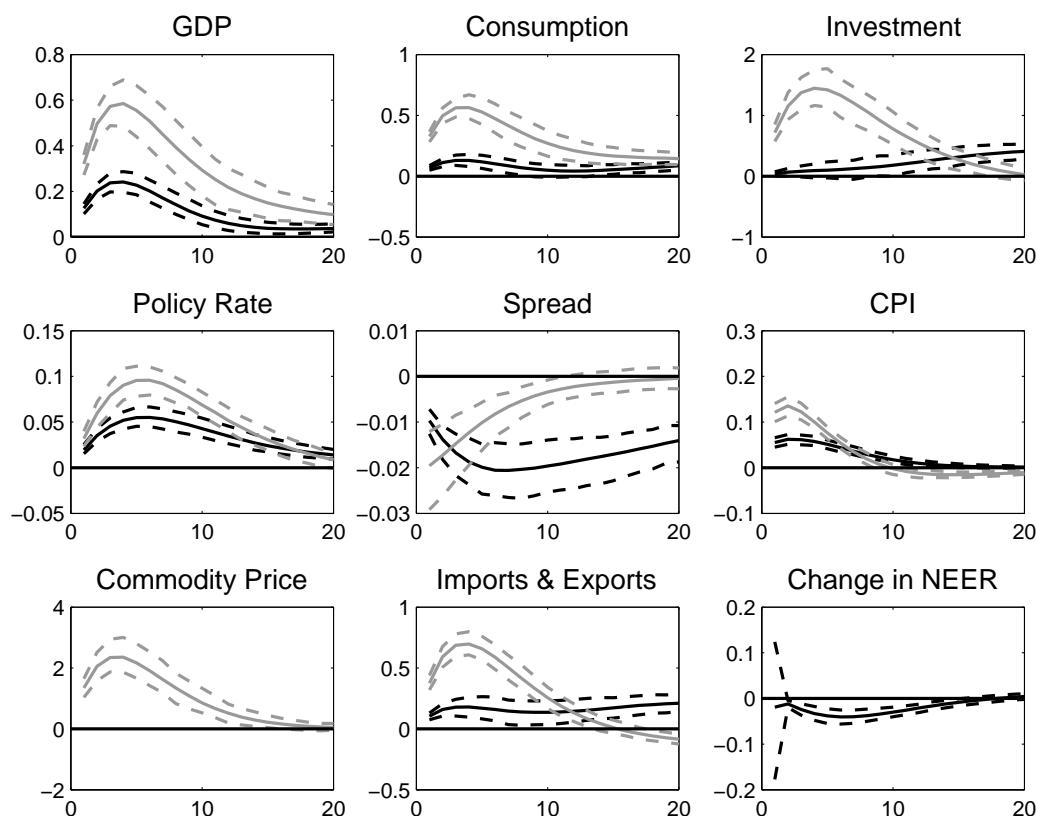 GDP Consumption Investment
0.8 1 2
0.6
0.5 1
0.4
0 0
0.2
0 −0.5 −1
0 10 20 0 10 20 0 10 20
Policy Rate Spread CPI
0.15 0.01 0.3
0.1 0 0.2
0.05 −0.01 0.1
0 −0.02 0
−0.05 −0.03 −0.1
0 10 20 0 10 20 0 10 20
Commodity Price Imports & Exports Change in NEER
4 1 0.2
2 0.5 0.1
0 0 0
−0.1
−2 −0.5 −0.2
0 10 20 0 10 20 0 10 20